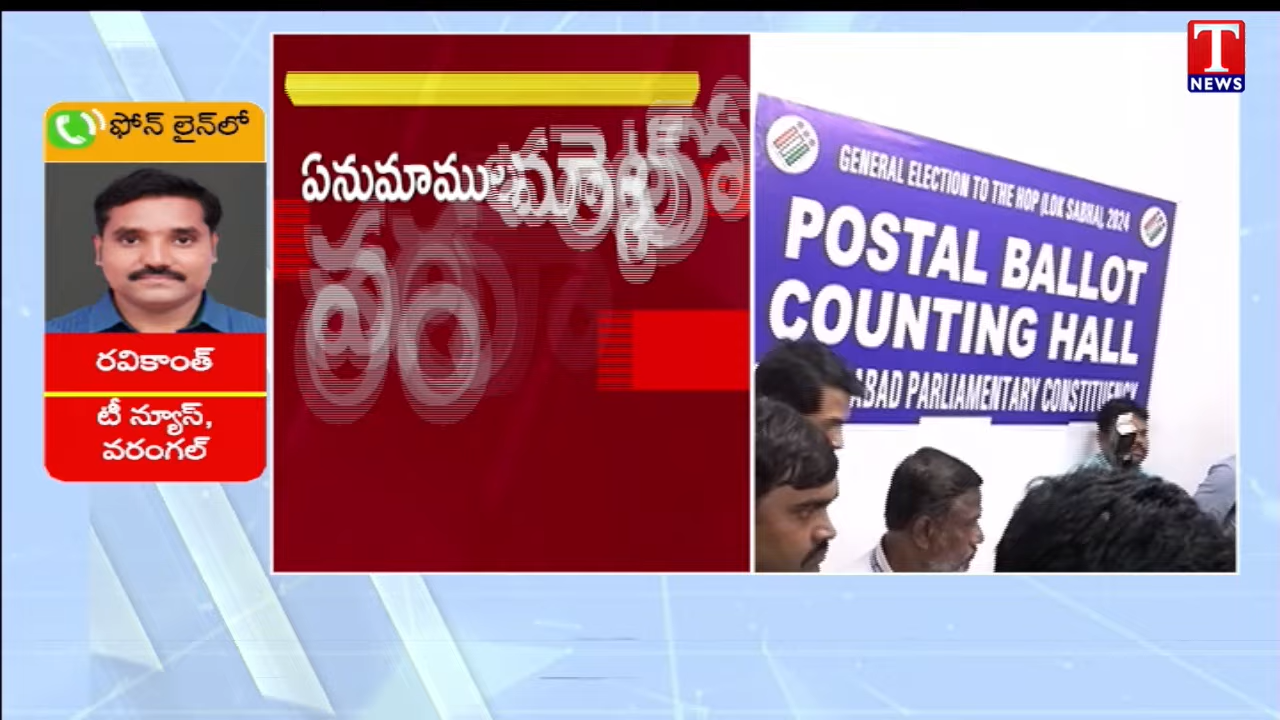 T
NEWS
ఫోన్ లైన్‌లో
రవికాంత్
టీ న్యూస్,
వరంగల్
ఏనుమాముల మార్కెట్లో
GENERAL ELECTION TO THE HOP (LOK SABHA), 2024
POSTAL BALLOT
COUNTING HALL
PARLIAMENTARY CONSTITUENCY